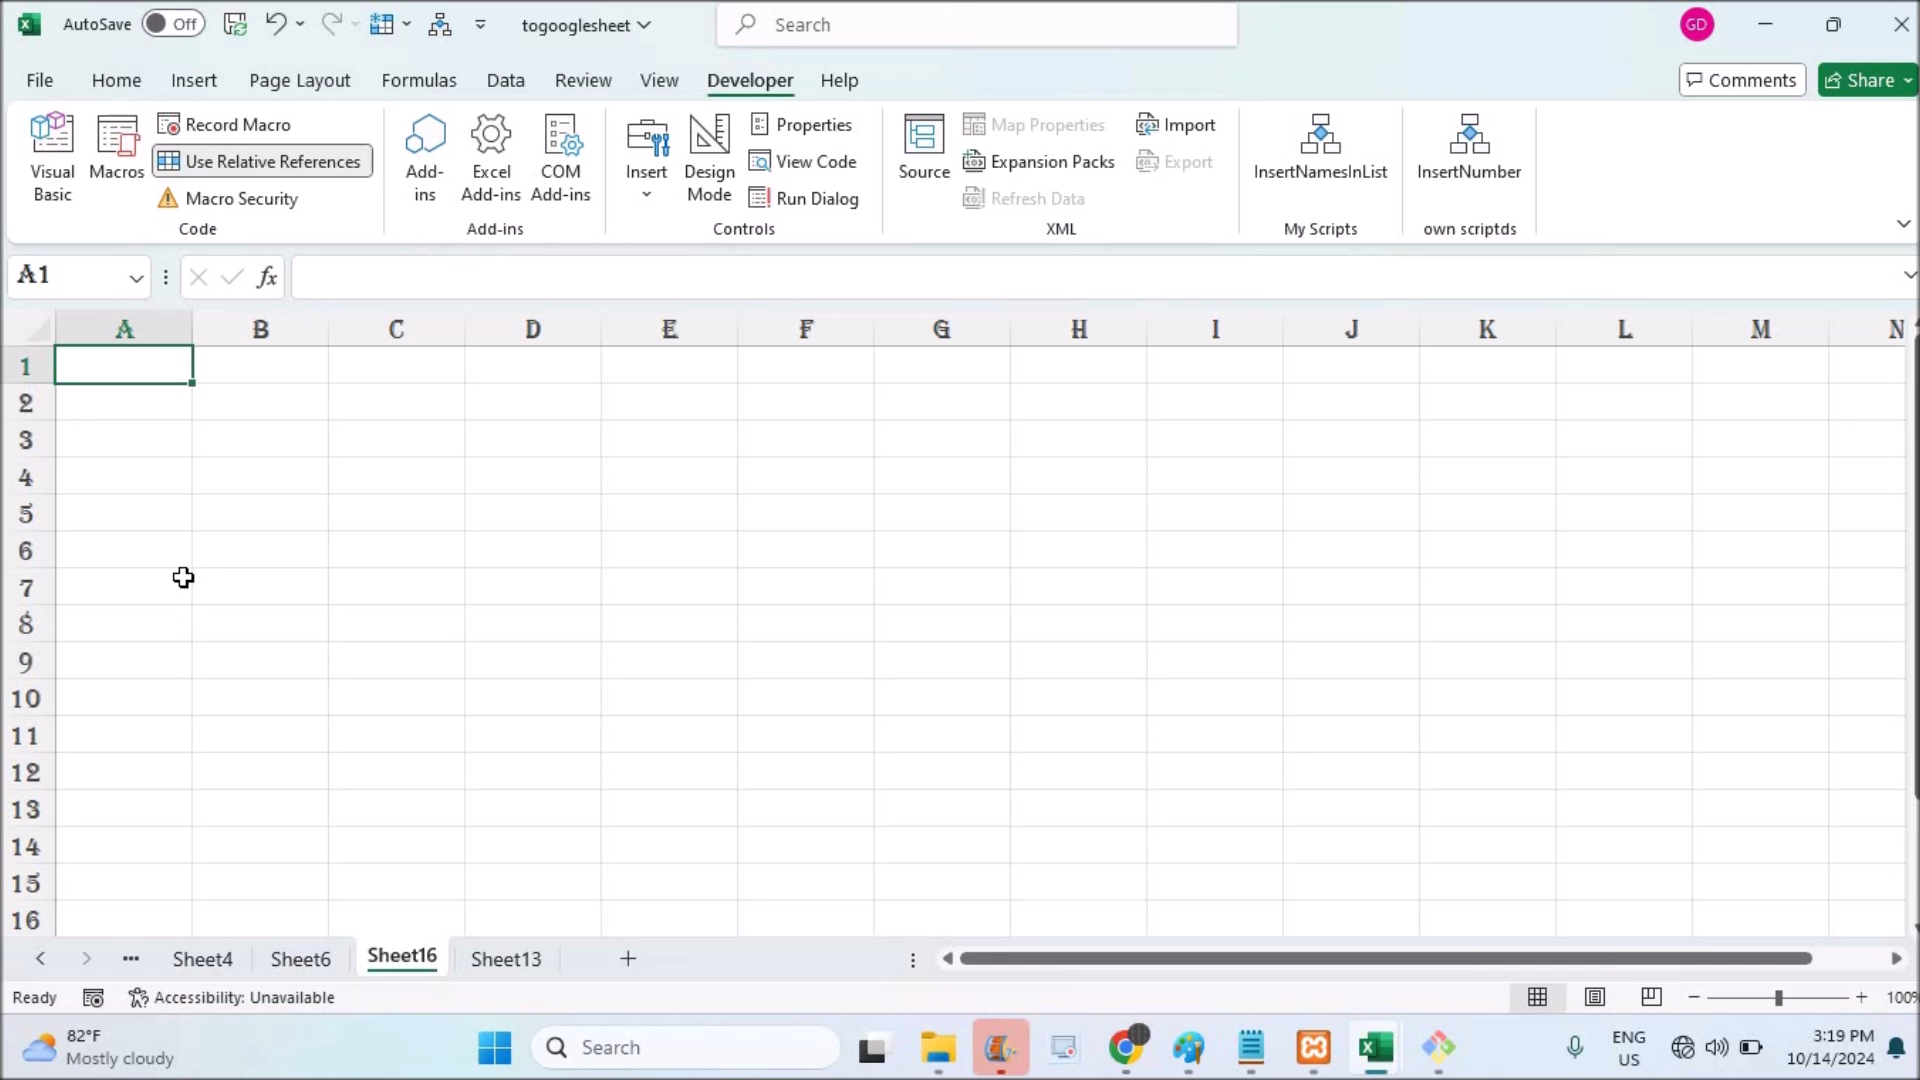 AutoSave Off togooglesheet Search GD
File Home Insert Page Layout Formulas Data Review View Developer Help Comments Share
Visual Basic
Macros
Record Macro
Use Relative References
Macro Security
Code
Add-ins
Excel Add-ins
COM Add-ins
Add-ins
Insert
Design Mode
Properties
View Code
Run Dialog
Controls
Source
Map Properties
Expansion Packs
Refresh Data
Import
Export
XML
InsertNamesInList
My Scripts
InsertNumber
own scriptds
A1 fx
A B C D E F G H I J K L M N
1
2
3
4
5
6
7
8
9
10
11
12
13
14
15
16
Sheet4 Sheet6 Sheet16 Sheet13
Ready Accessibility: Unavailable 100%
82°F
Mostly cloudy
Search
ENG
US
3:19 PM
10/14/2024